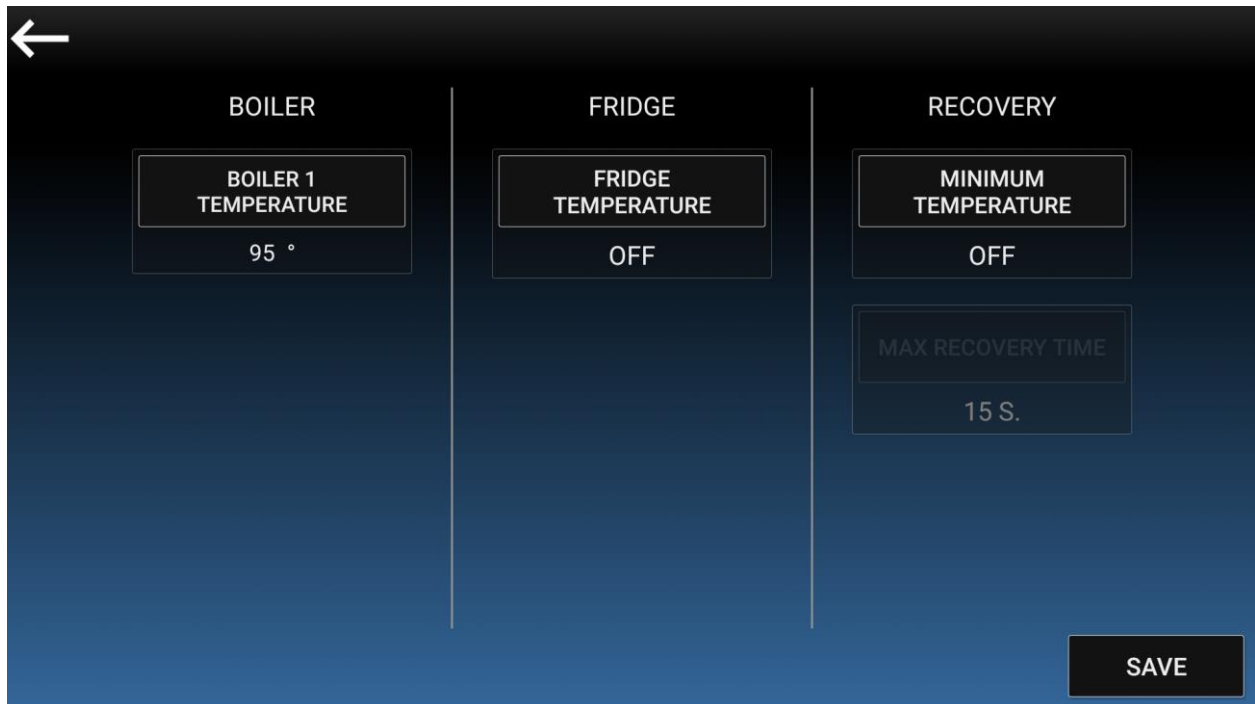 BOILER
BOILER 1
TEMPERATURE
95 °
FRIDGE
FRIDGE
TEMPERATURE
OFF
RECOVERY
MINIMUM
TEMPERATURE
OFF
MAX RECOVERY TIME
15 S.
SAVE